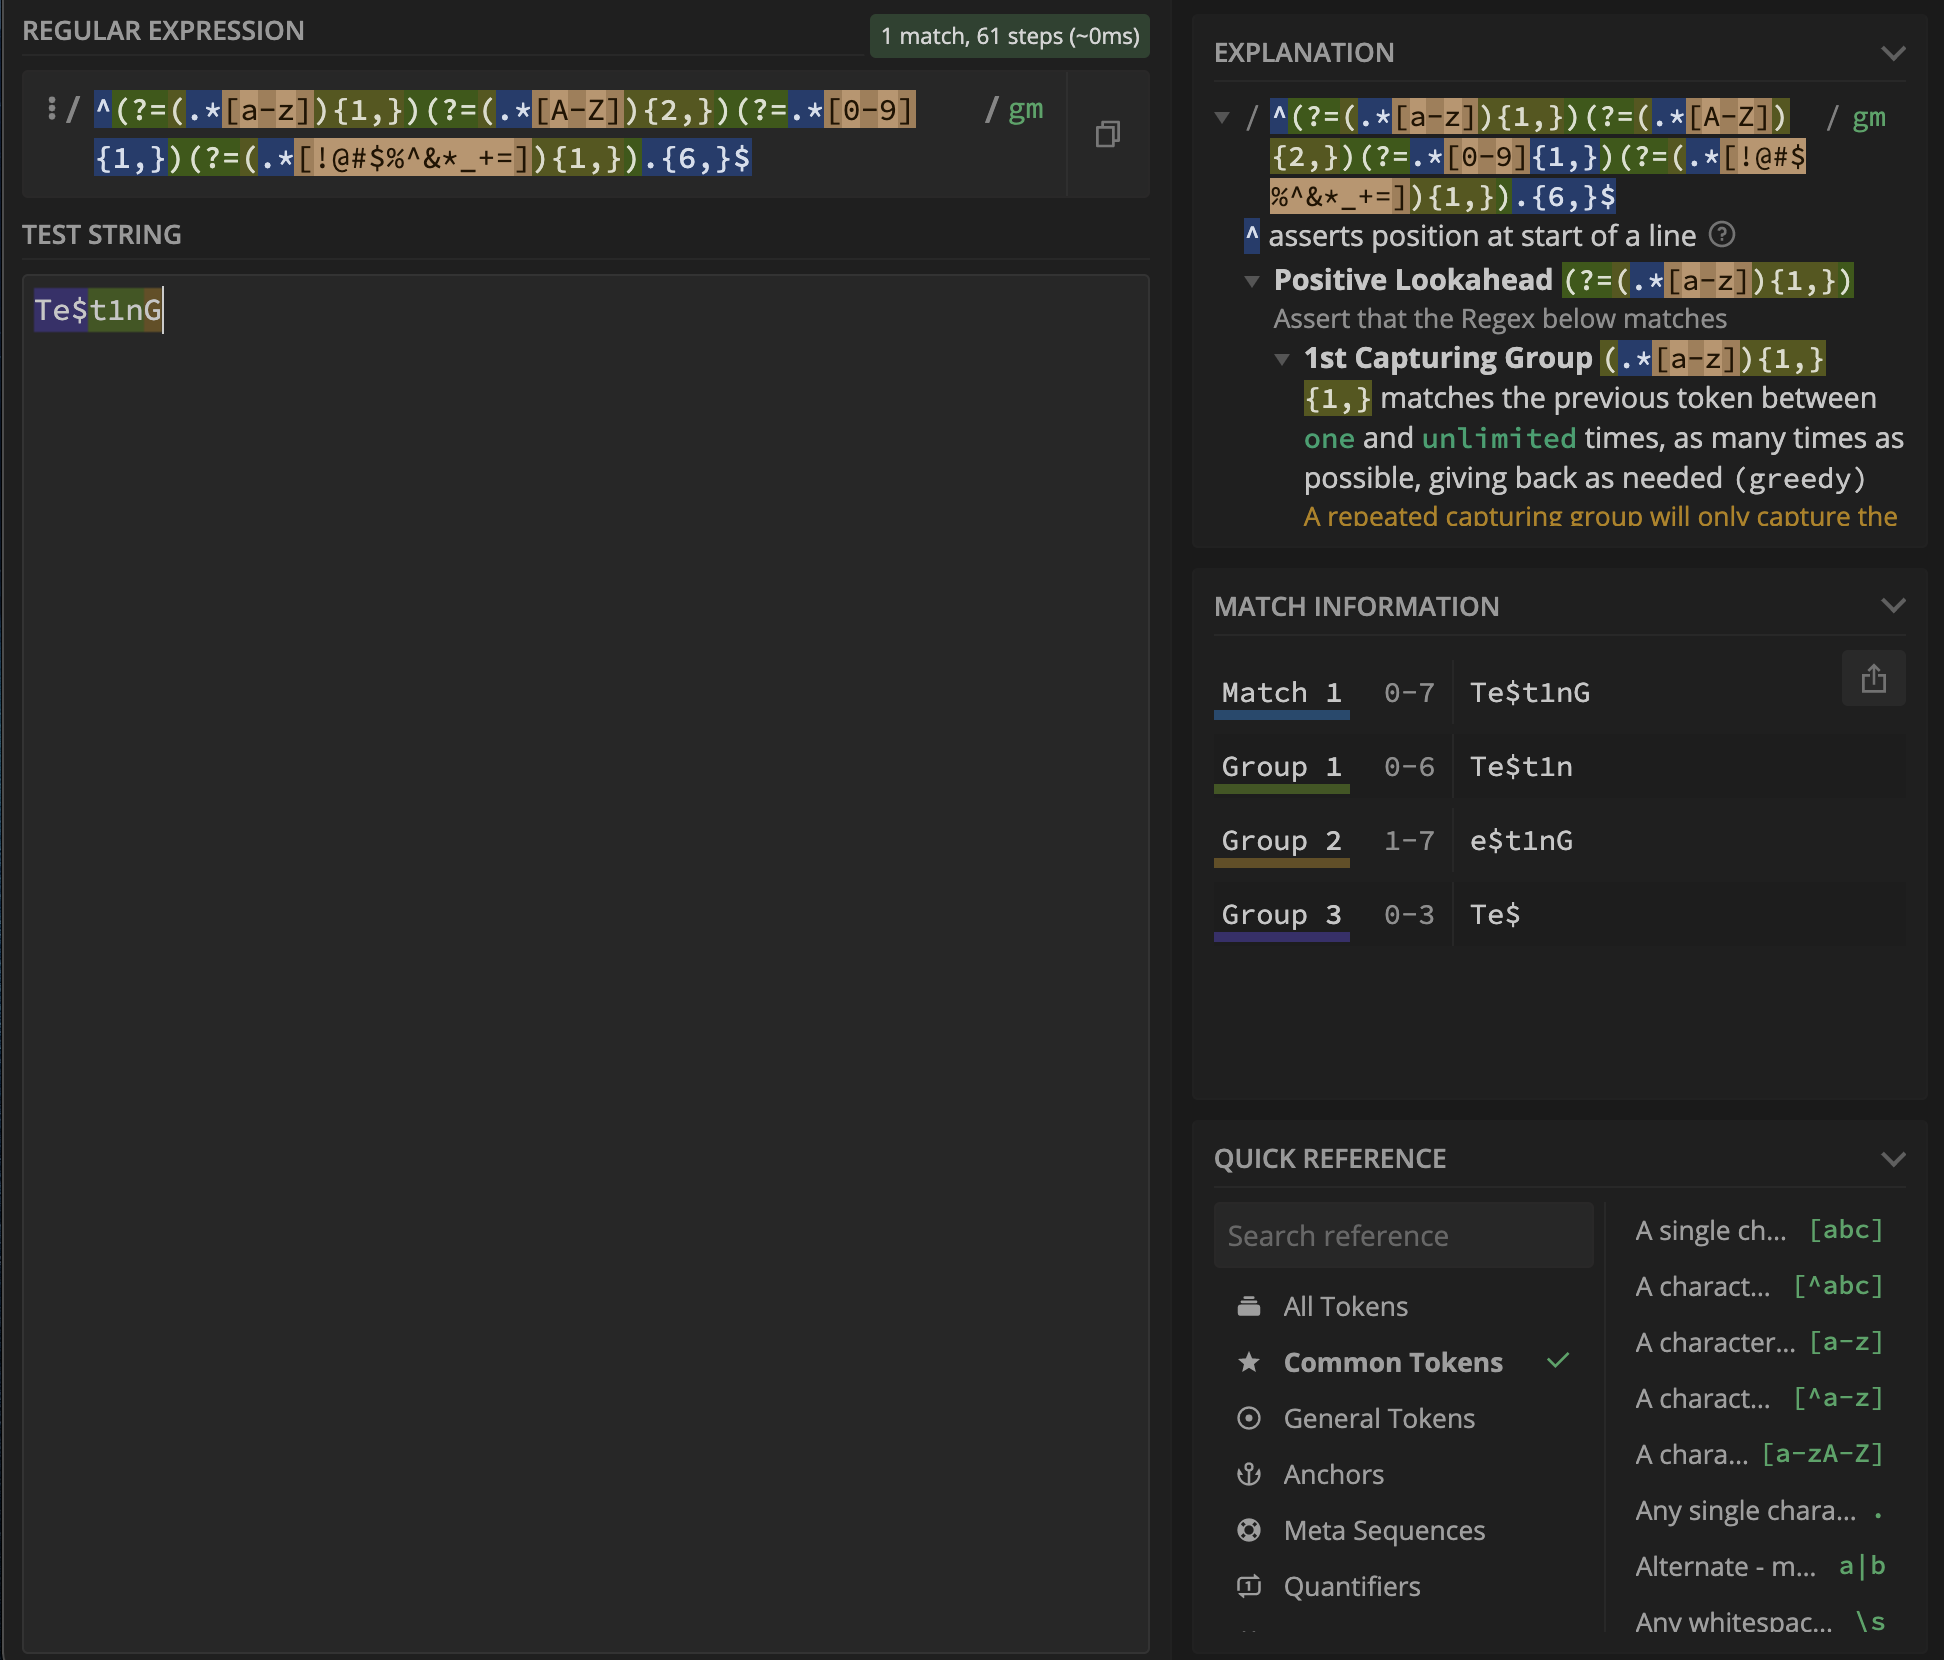 REGULAR EXPRESSION
1 match, 61 steps (~0ms)
/ ^(?=(.*[a-z]){1,})(?=(.*[A-Z]){2,})(?=.*[0-9] / gm
{1,})(?=(.*[!@#$%^&*_+=]){1,}).{6,}$
TEST STRING
Te$t1nG
EXPLANATION
/ ^(?=(.*[a-z]){1,})(?=(.*[A-Z]) / gm
{2,})(?=.*[0-9]{1,})(?=(.*[!@#$
%^&*_+=]){1,}).{6,}$
^ asserts position at start of a line ?
Positive Lookahead (?=(.*[a-z]){1,})
Assert that the Regex below matches
1st Capturing Group (.*[a-z]){1,}
{1,} matches the previous token between
one and unlimited times, as many times as
possible, giving back as needed (greedy)
A repeated capturing group will only capture the
MATCH INFORMATION
Match 1 0-7 Te$t1nG
Group 1 0-6 Te$t1n
Group 2 1-7 e$t1nG
Group 3 0-3 Te$
QUICK REFERENCE
Search reference
All Tokens
Common Tokens
General Tokens
Anchors
Meta Sequences
Quantifiers
A single ch... [abc]
A charact... [^abc]
A character... [a-z]
A charact... [^a-z]
A chara... [a-zA-Z]
Any single chara... .
Alternate - m... a|b
Any whitespac... \s